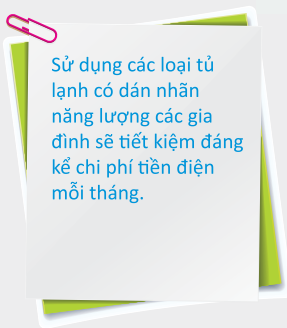 Sử dụng các loại tủ
lạnh có dán nhãn
năng lượng các gia
đình sẽ tiết kiệm đáng
kể chi phí tiền điện
mỗi tháng.